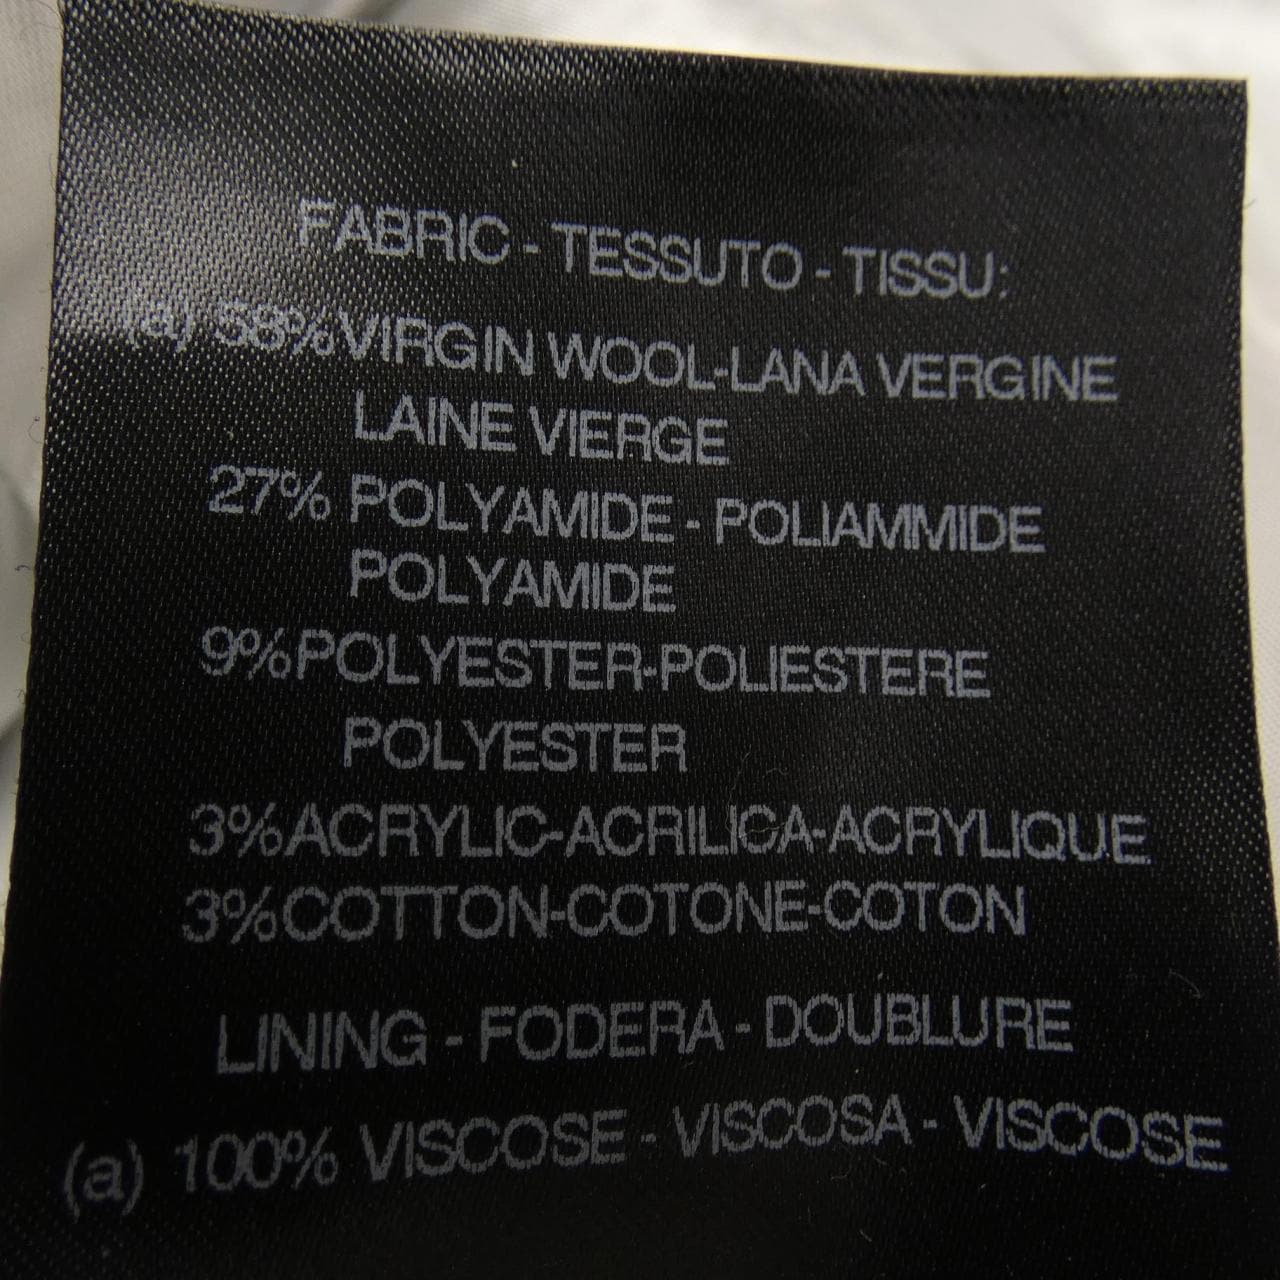 FABRIC - TESSUTO - TISSU:
(a) 58%VIRGIN WOOL-LANA VERGINE
LAINE VIERGE
27% POLYAMIDE - POLIAMMIDE
POLYAMIDE
9%POLYESTER-POLIESTERE
POLYESTER
3%ACRYLIC-ACRILICA-ACRYLIQUE
3%COTTON-COTONE-COTON
LINING - FODERA - DOUBLURE
(a) 100% VISCOSE - VISCOSA - VISCOSE